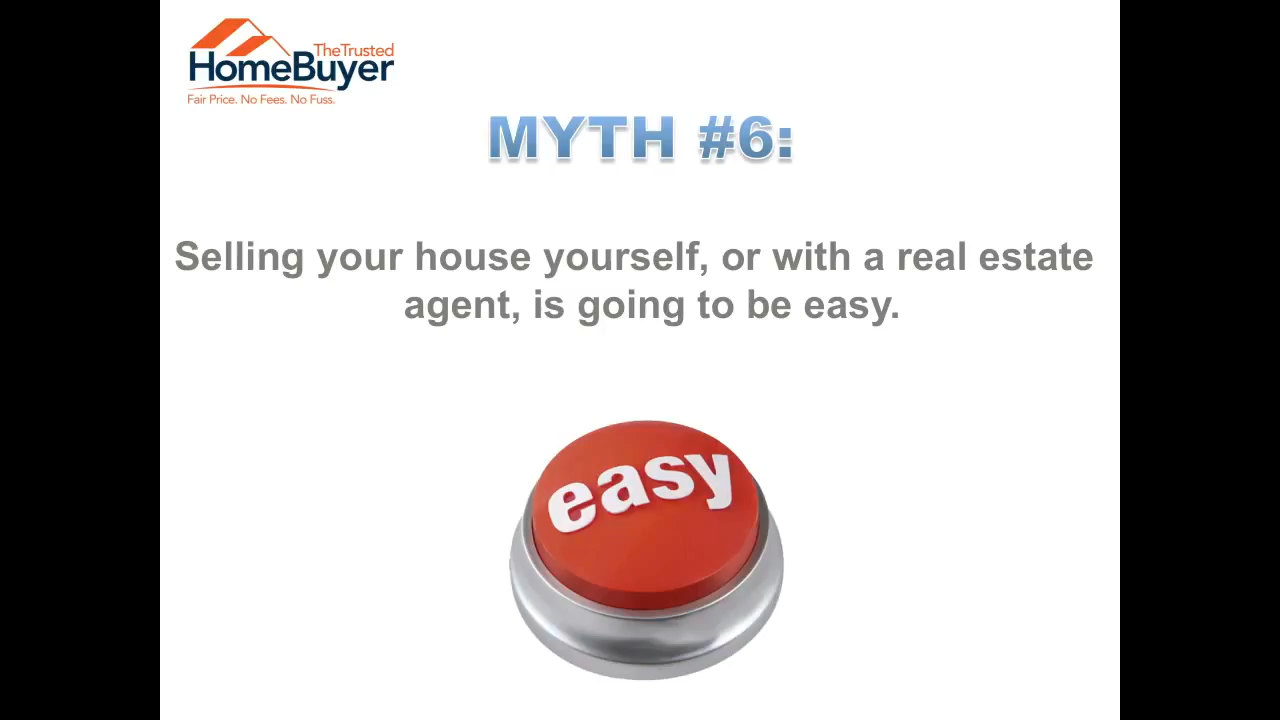 TheTrusted
HomeBuyer
Fair Price. No Fees. No Fuss.
MYTH #6:
Selling your house yourself, or with a real estate
agent, is going to be easy.
easy